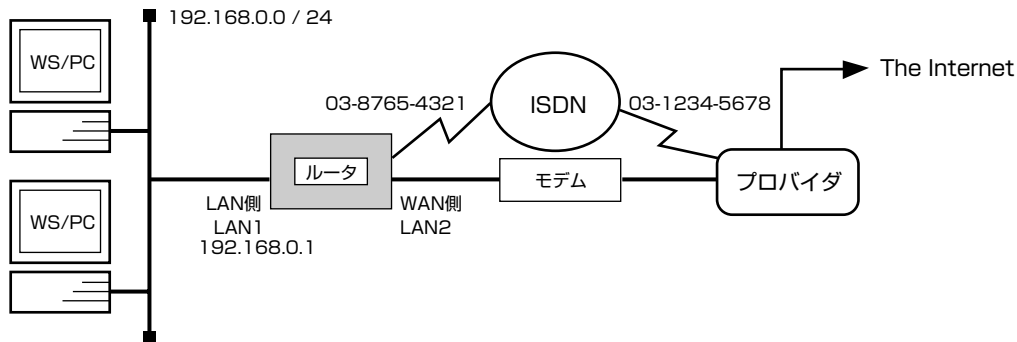 192.168.0.0 / 24
WS/PC
The Internet
03-8765-4321
ISDN
03-1234-5678
ルータ
モデム
プロバイダ
LAN側
LAN1
192.168.0.1
WAN側
LAN2
WS/PC